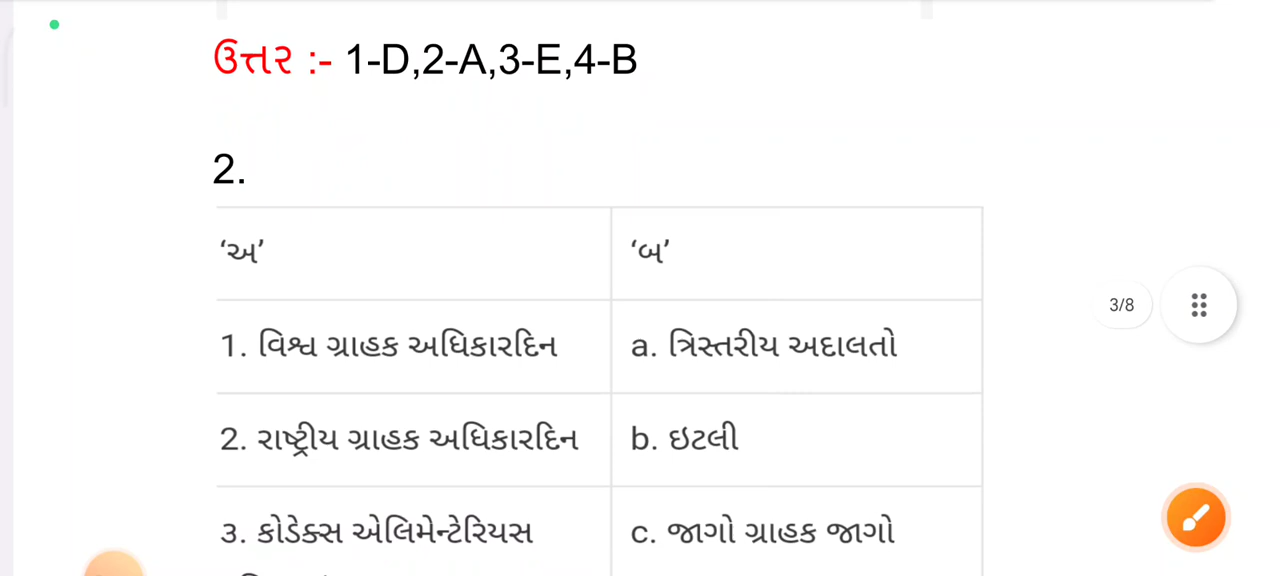 ઉત્તર :- 1-D,2-A,3-E,4-B
2.
‘અ’ ‘બ’
1. વિશ્વ ગ્રાહક અધિકારદિન a. ત્રિસ્તરીય અદાલતો
3/8
2. રાષ્ટ્રીય ગ્રાહક અધિકારદિન b. ઇટલી
3. કોડેક્સ એલિમેન્ટેરિયસ c. જાગો ગ્રાહક જાગો